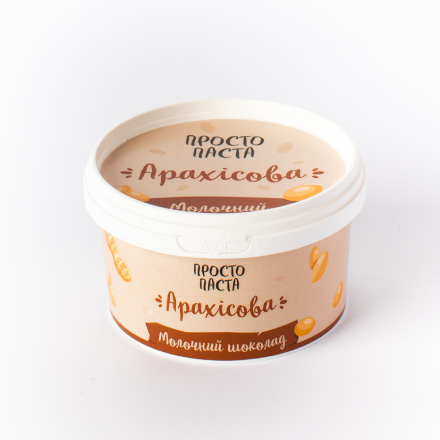 ПРОСТО
ПАСТА
Арахісова
Молочний
ПРОСТО
ПАСТА
Арахісова
Молочний шоколад